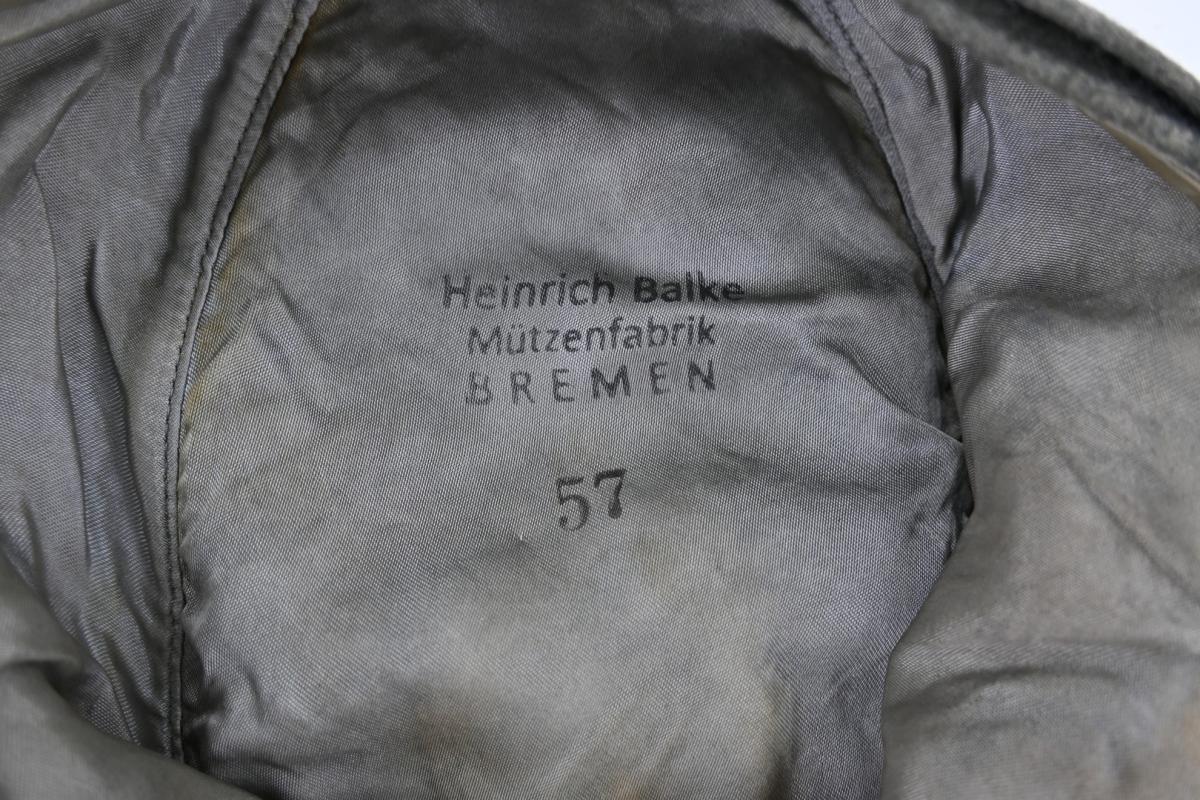 Heinrich Balke
Mützenfabrik
BREMEN
57